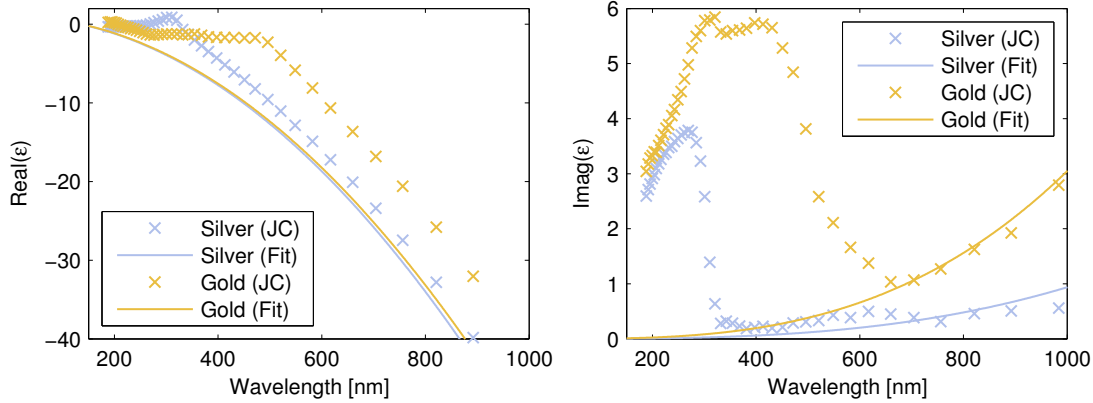 0
−10
−20
−30
−40
Real(ε)
200
400
600
800
1000
Wavelength [nm]
Silver (JC)
Silver (Fit)
Gold (JC)
Gold (Fit)
6
5
4
3
2
1
0
Imag(ε)
200
400
600
800
1000
Wavelength [nm]
Silver (JC)
Silver (Fit)
Gold (JC)
Gold (Fit)